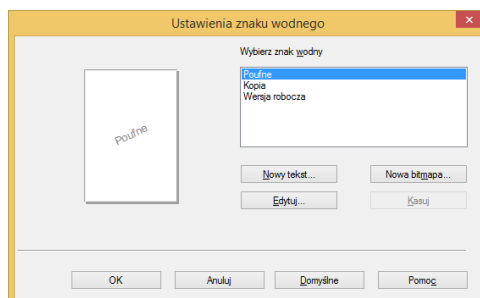 Ustawienia znaku wodnego
Wybierz znak wodny
Poufne
Poufne
Kopia
Wersja robocza
Nowy tekst...
Nowa bitmapa...
Edytuj...
Kasuj
OK
Anuluj
Domyślne
Pomoc